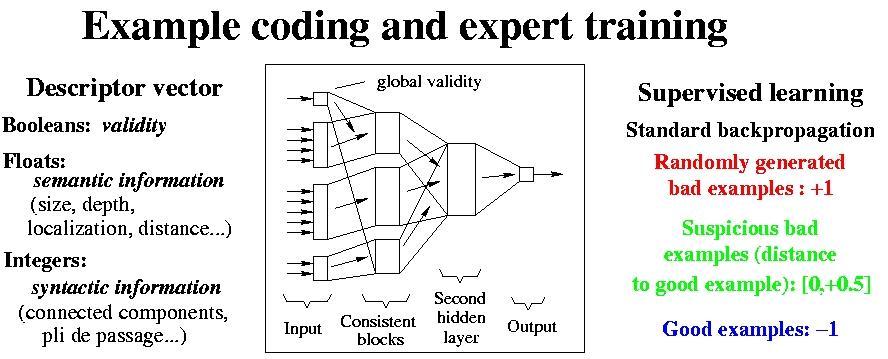 Example coding and expert training
Descriptor vector
Booleans: validity
Floats:
semantic information
(size, depth,
localization, distance...)
Integers:
syntactic information
(connected components,
pli de passage...)
global validity
Input
Consistent
blocks
Second
hidden
layer
Output
Supervised learning
Standard backpropagation
Randomly generated
bad examples : +1
Suspicious bad
examples (distance
to good example): [0,+0.5]
Good examples: −1